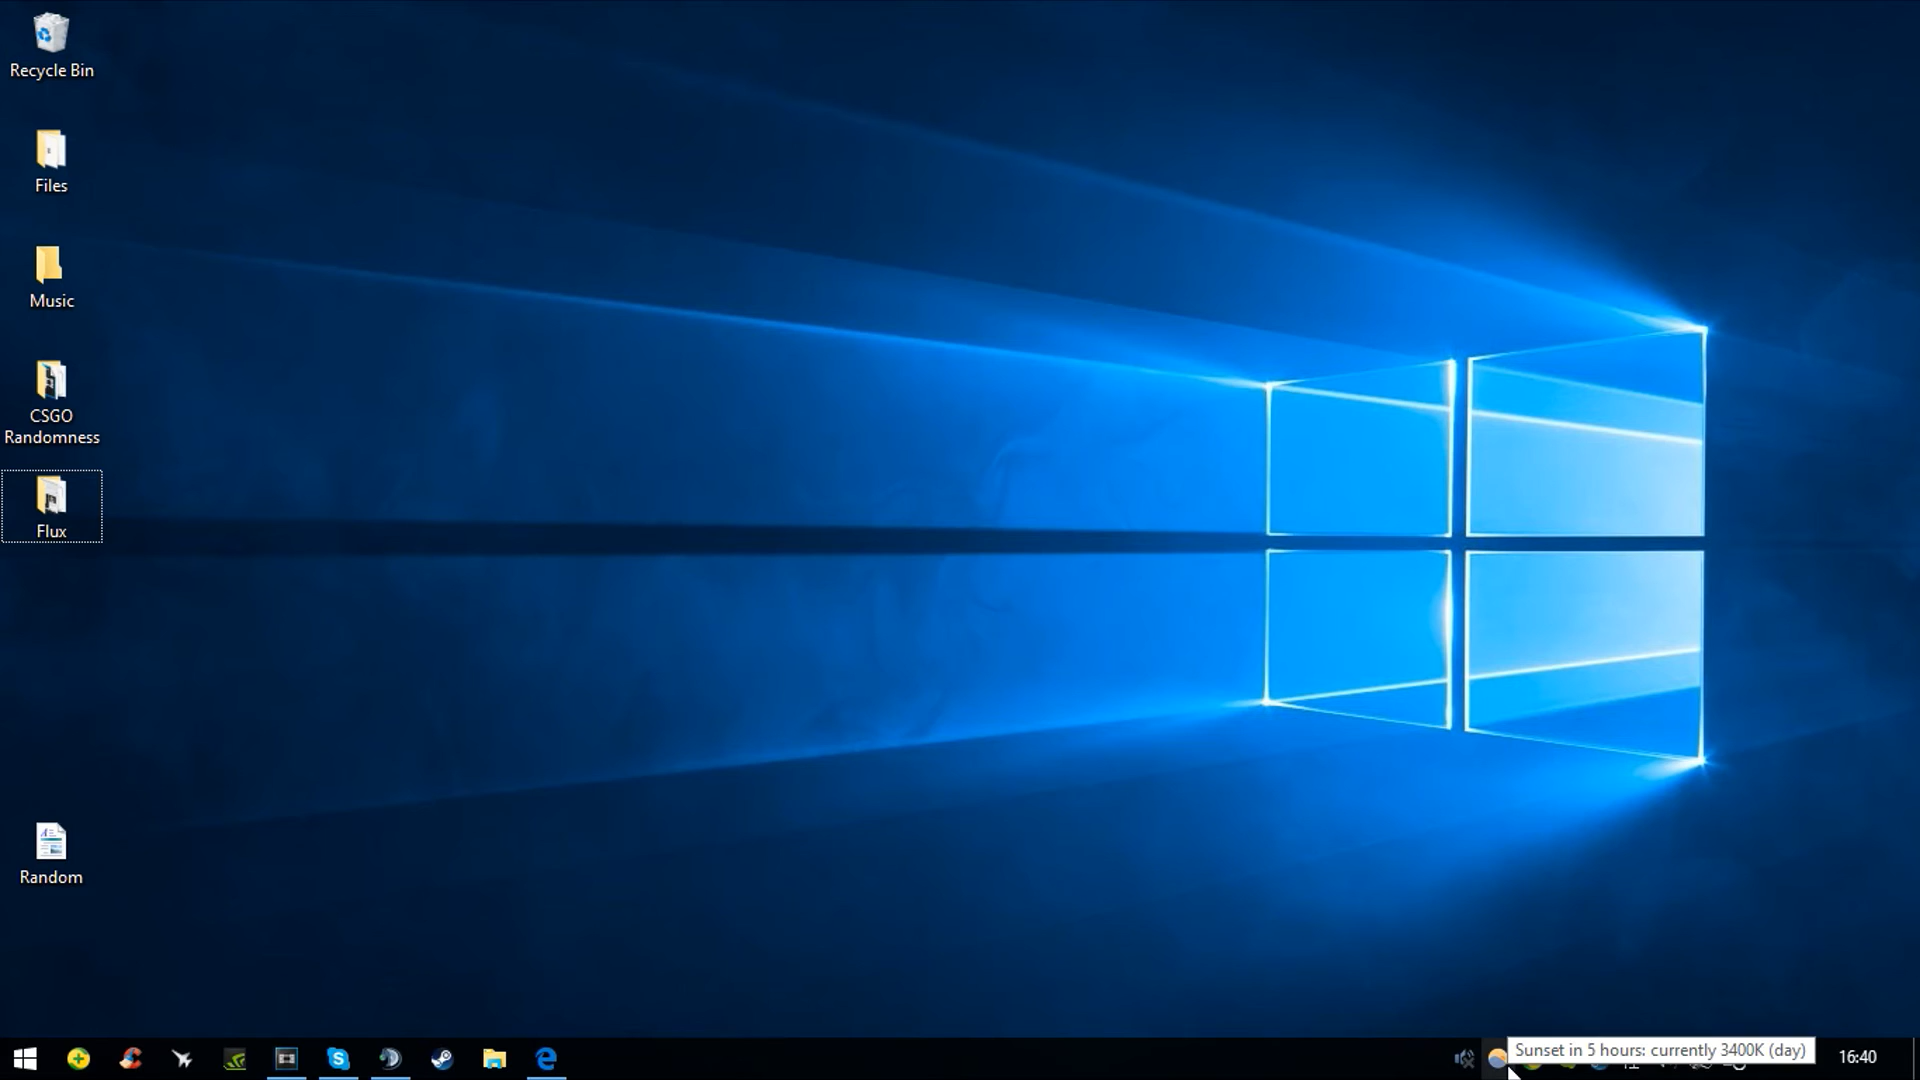 Recycle Bin
Files
Music
CSGO
Randomness
Flux
Random
Sunset in 5 hours: currently 3400K (day)
16:40